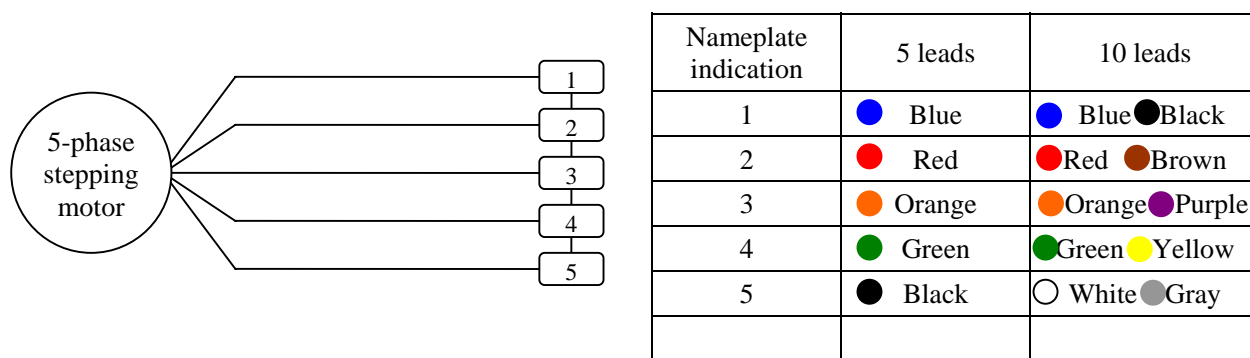 5-phase
stepping
motor
1
2
3
4
5
Nameplate
indication 5 leads 10 leads
1 Blue Blue Black
2 Red Red Brown
3 Orange Orange Purple
4 Green Green Yellow
5 Black White Gray